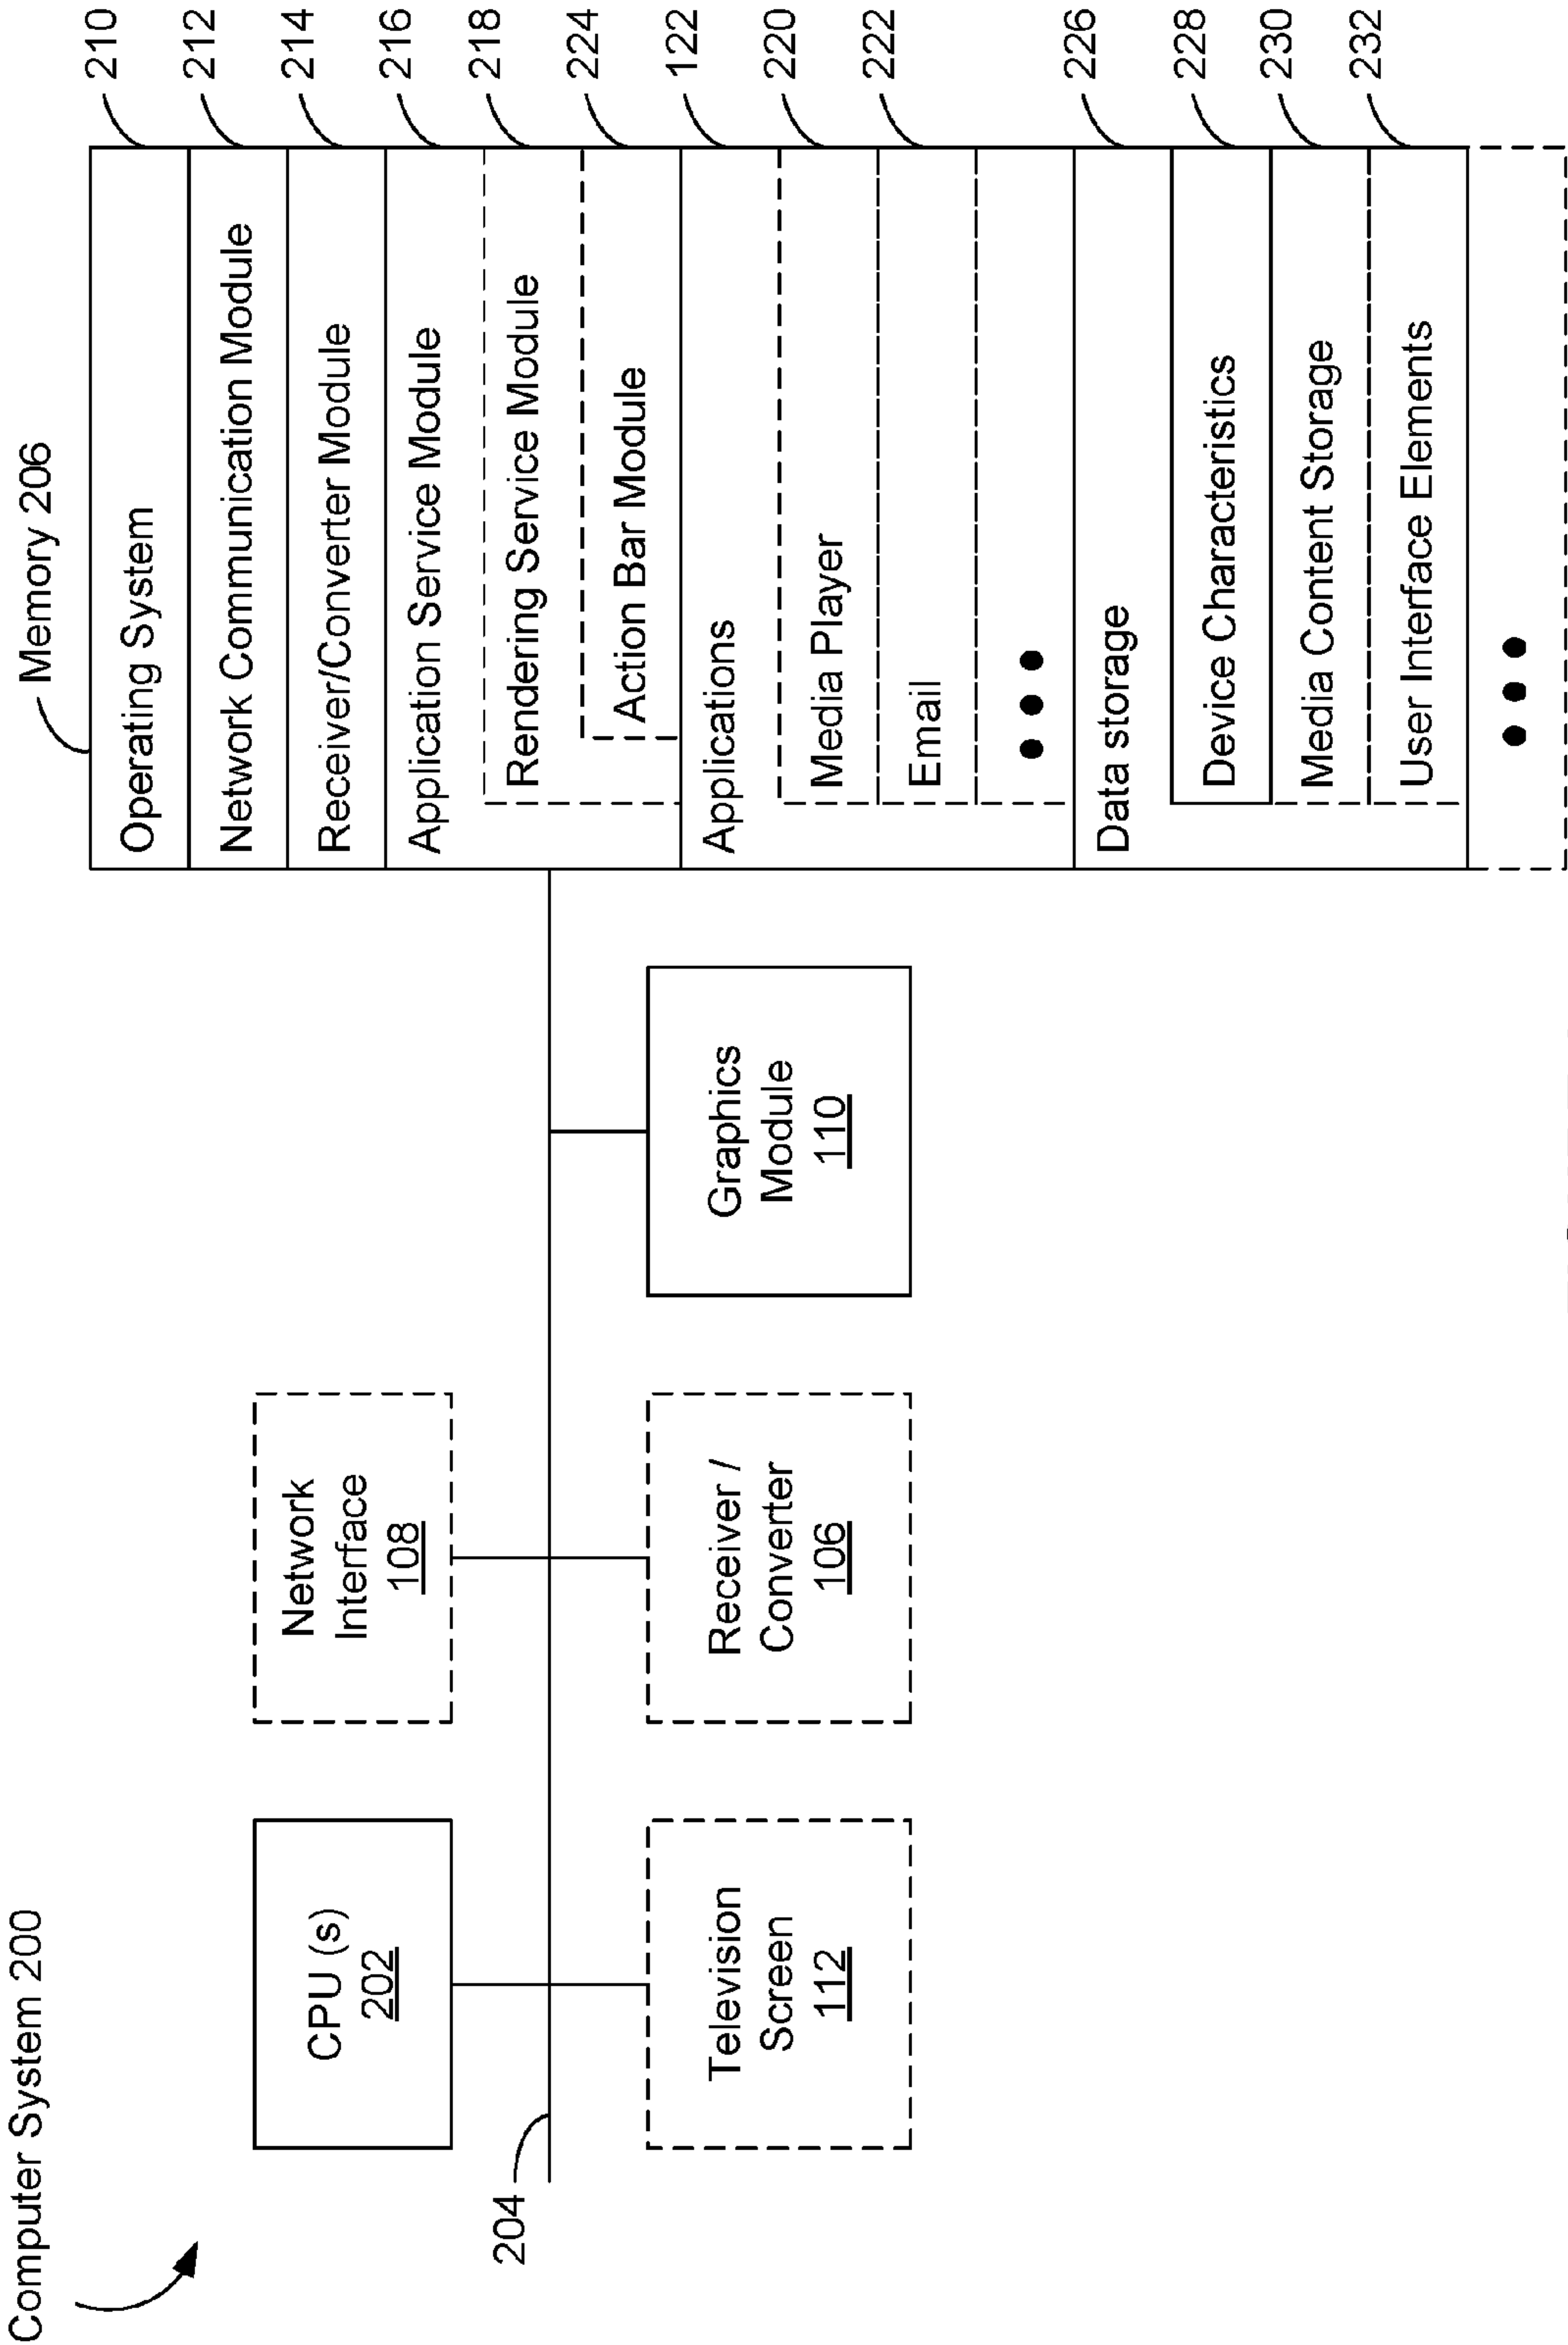 Computer System 200
CPU (s)
202
Network
Interface
108
204
Television
Screen
112
Receiver /
Converter
106
Graphics
Module
110
Memory 206
Operating System
210
Network Communication Module
212
Receiver/Converter Module
214
Application Service Module
216
Rendering Service Module
218
Action Bar Module
224
Applications
122
Media Player
220
Email
222
Data storage
226
Device Characteristics
228
Media Content Storage
230
User Interface Elements
232